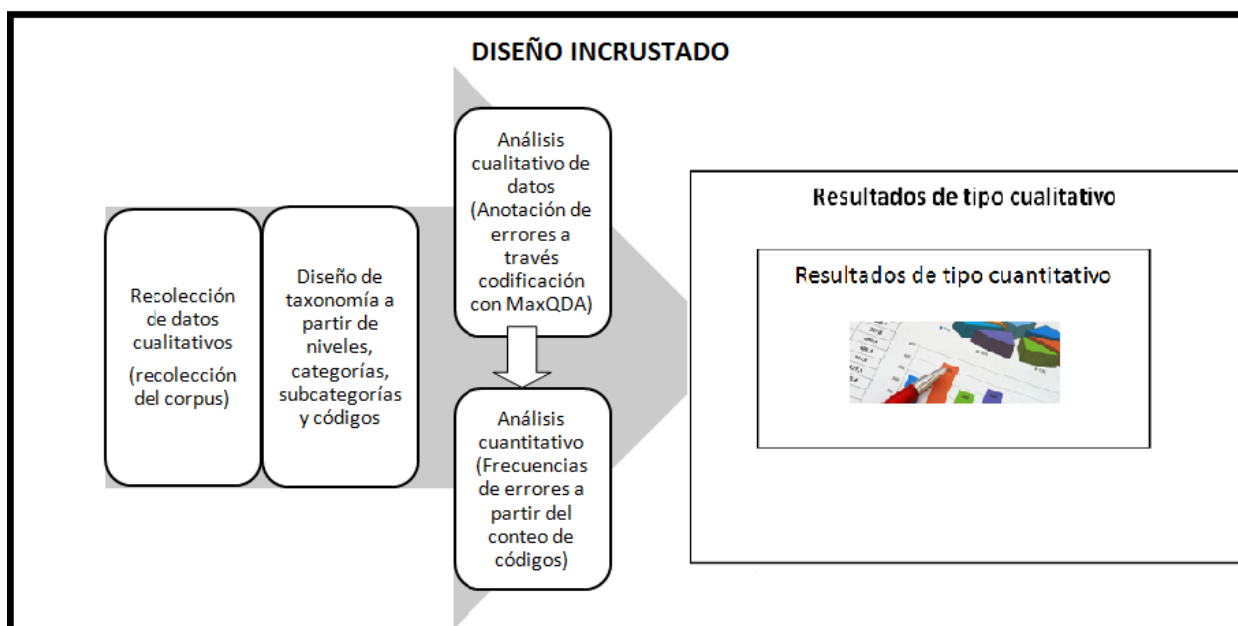 DISEÑO INCRUSTADO
Recolección
de datos
cualitativos
(recolección
del corpus)
Diseño de
taxonomía a
partir de
niveles,
categorías,
subcategorías
y códigos
Análisis
cualitativo de
datos
(Anotación de
errores a
través
codificación
con MaxQDA)
Análisis
cuantitativo
(Frecuencias
de errores a
partir del
conteo de
códigos)
Resultados de tipo cualitativo
Resultados de tipo cuantitativo